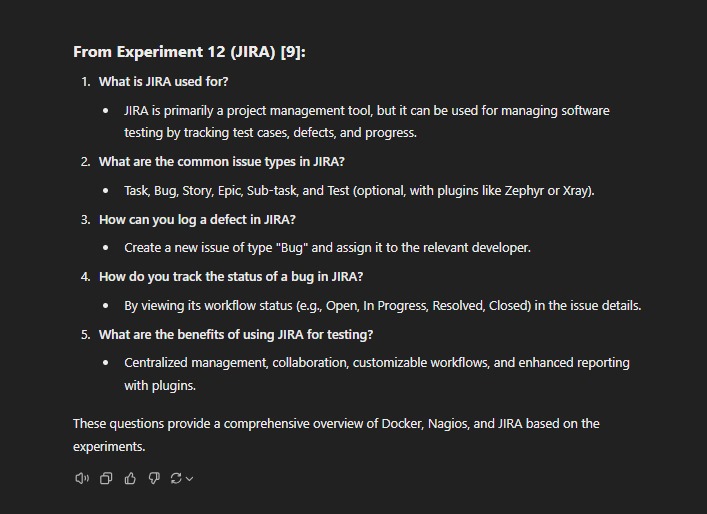 From Experiment 12 (JIRA) [9]:
1. What is JIRA used for?
• JIRA is primarily a project management tool, but it can be used for managing software
testing by tracking test cases, defects, and progress.
2. What are the common issue types in JIRA?
• Task, Bug, Story, Epic, Sub-task, and Test (optional, with plugins like Zephyr or Xray).
3. How can you log a defect in JIRA?
• Create a new issue of type "Bug" and assign it to the relevant developer.
4. How do you track the status of a bug in JIRA?
• By viewing its workflow status (e.g., Open, In Progress, Resolved, Closed) in the issue details.
5. What are the benefits of using JIRA for testing?
• Centralized management, collaboration, customizable workflows, and enhanced reporting
with plugins.
These questions provide a comprehensive overview of Docker, Nagios, and JIRA based on the
experiments.